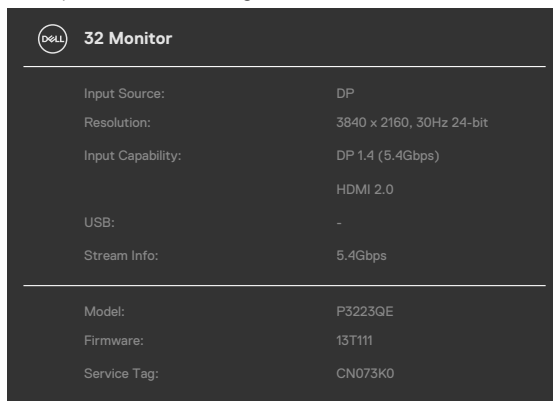 DELL 32 Monitor
Input Source: DP
Resolution: 3840 x 2160, 30Hz 24-bit
Input Capability: DP 1.4 (5.4Gbps)
HDMI 2.0
USB: -
Stream Info: 5.4Gbps
Model: P3223QE
Firmware: 13T111
Service Tag: CN073K0